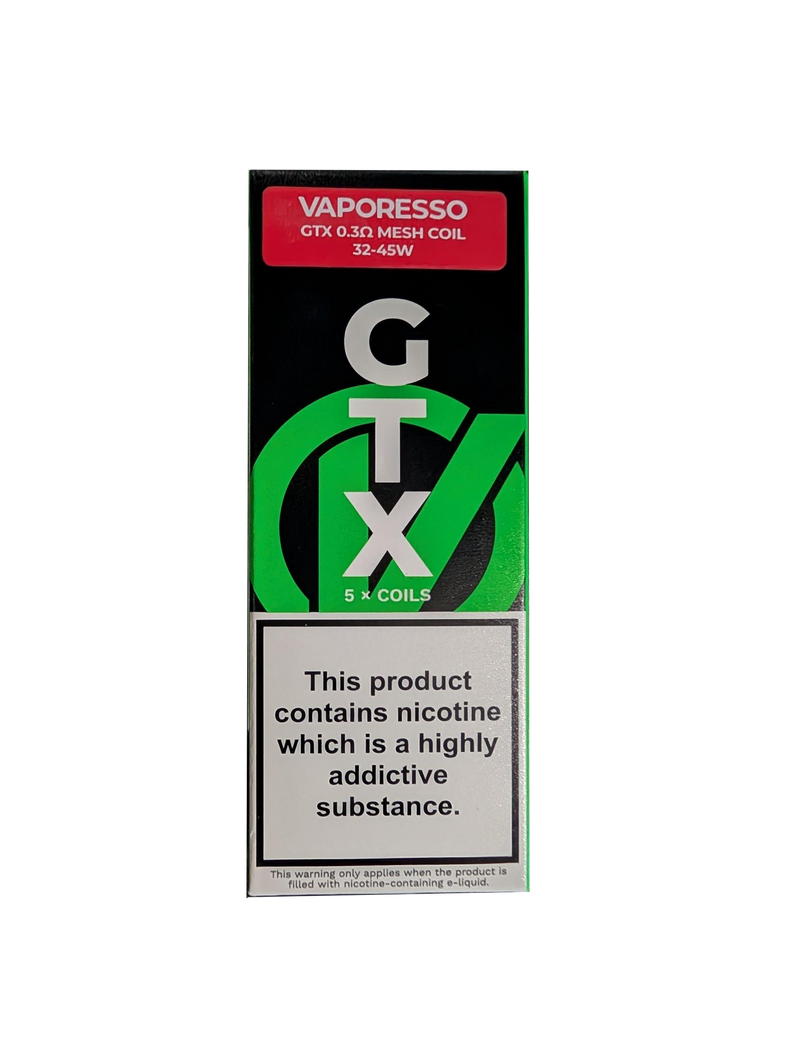 VAPORESSO
GTX 0.3Ω MESH COIL
32-45W
G
T
X
5 × COILS
This product
contains nicotine
which is a highly
addictive
substance.
This warning only applies when the product is
filled with nicotine-containing e-liquid.